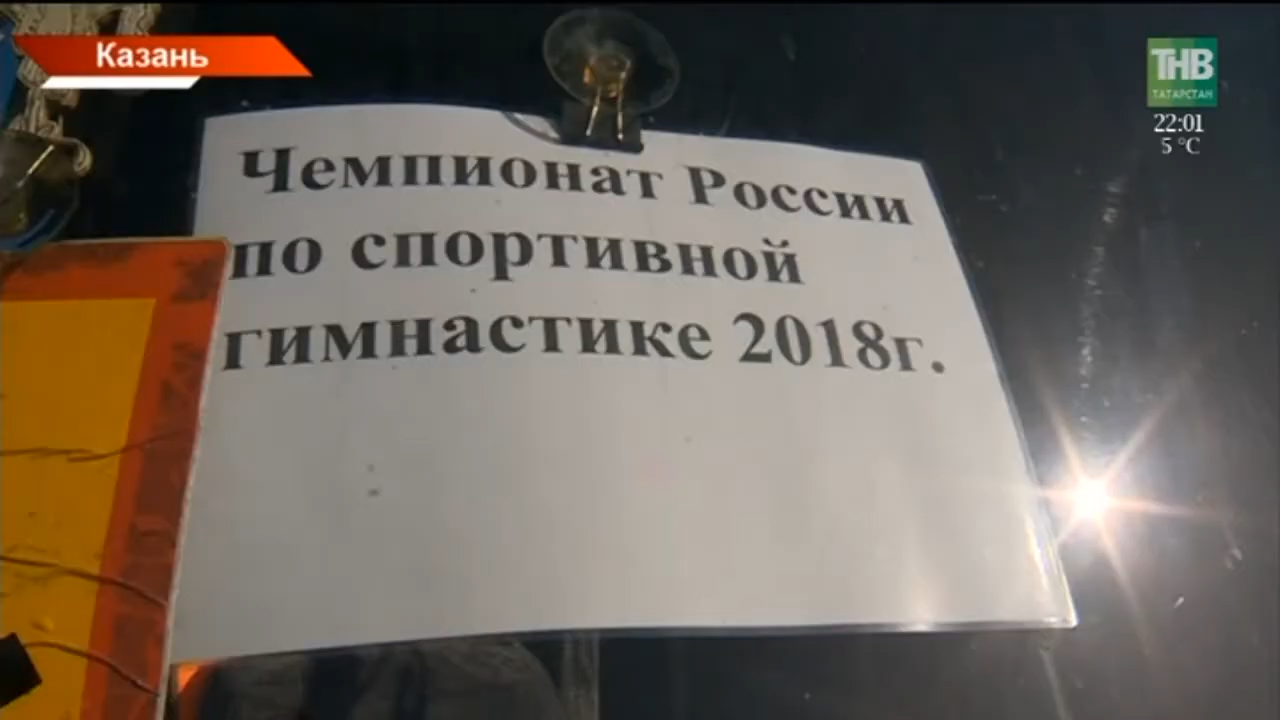 Казань
ТНВ
ТАТАРСТАН
22:01
5 °C
Чемпионат России
по спортивной
гимнастике 2018г.